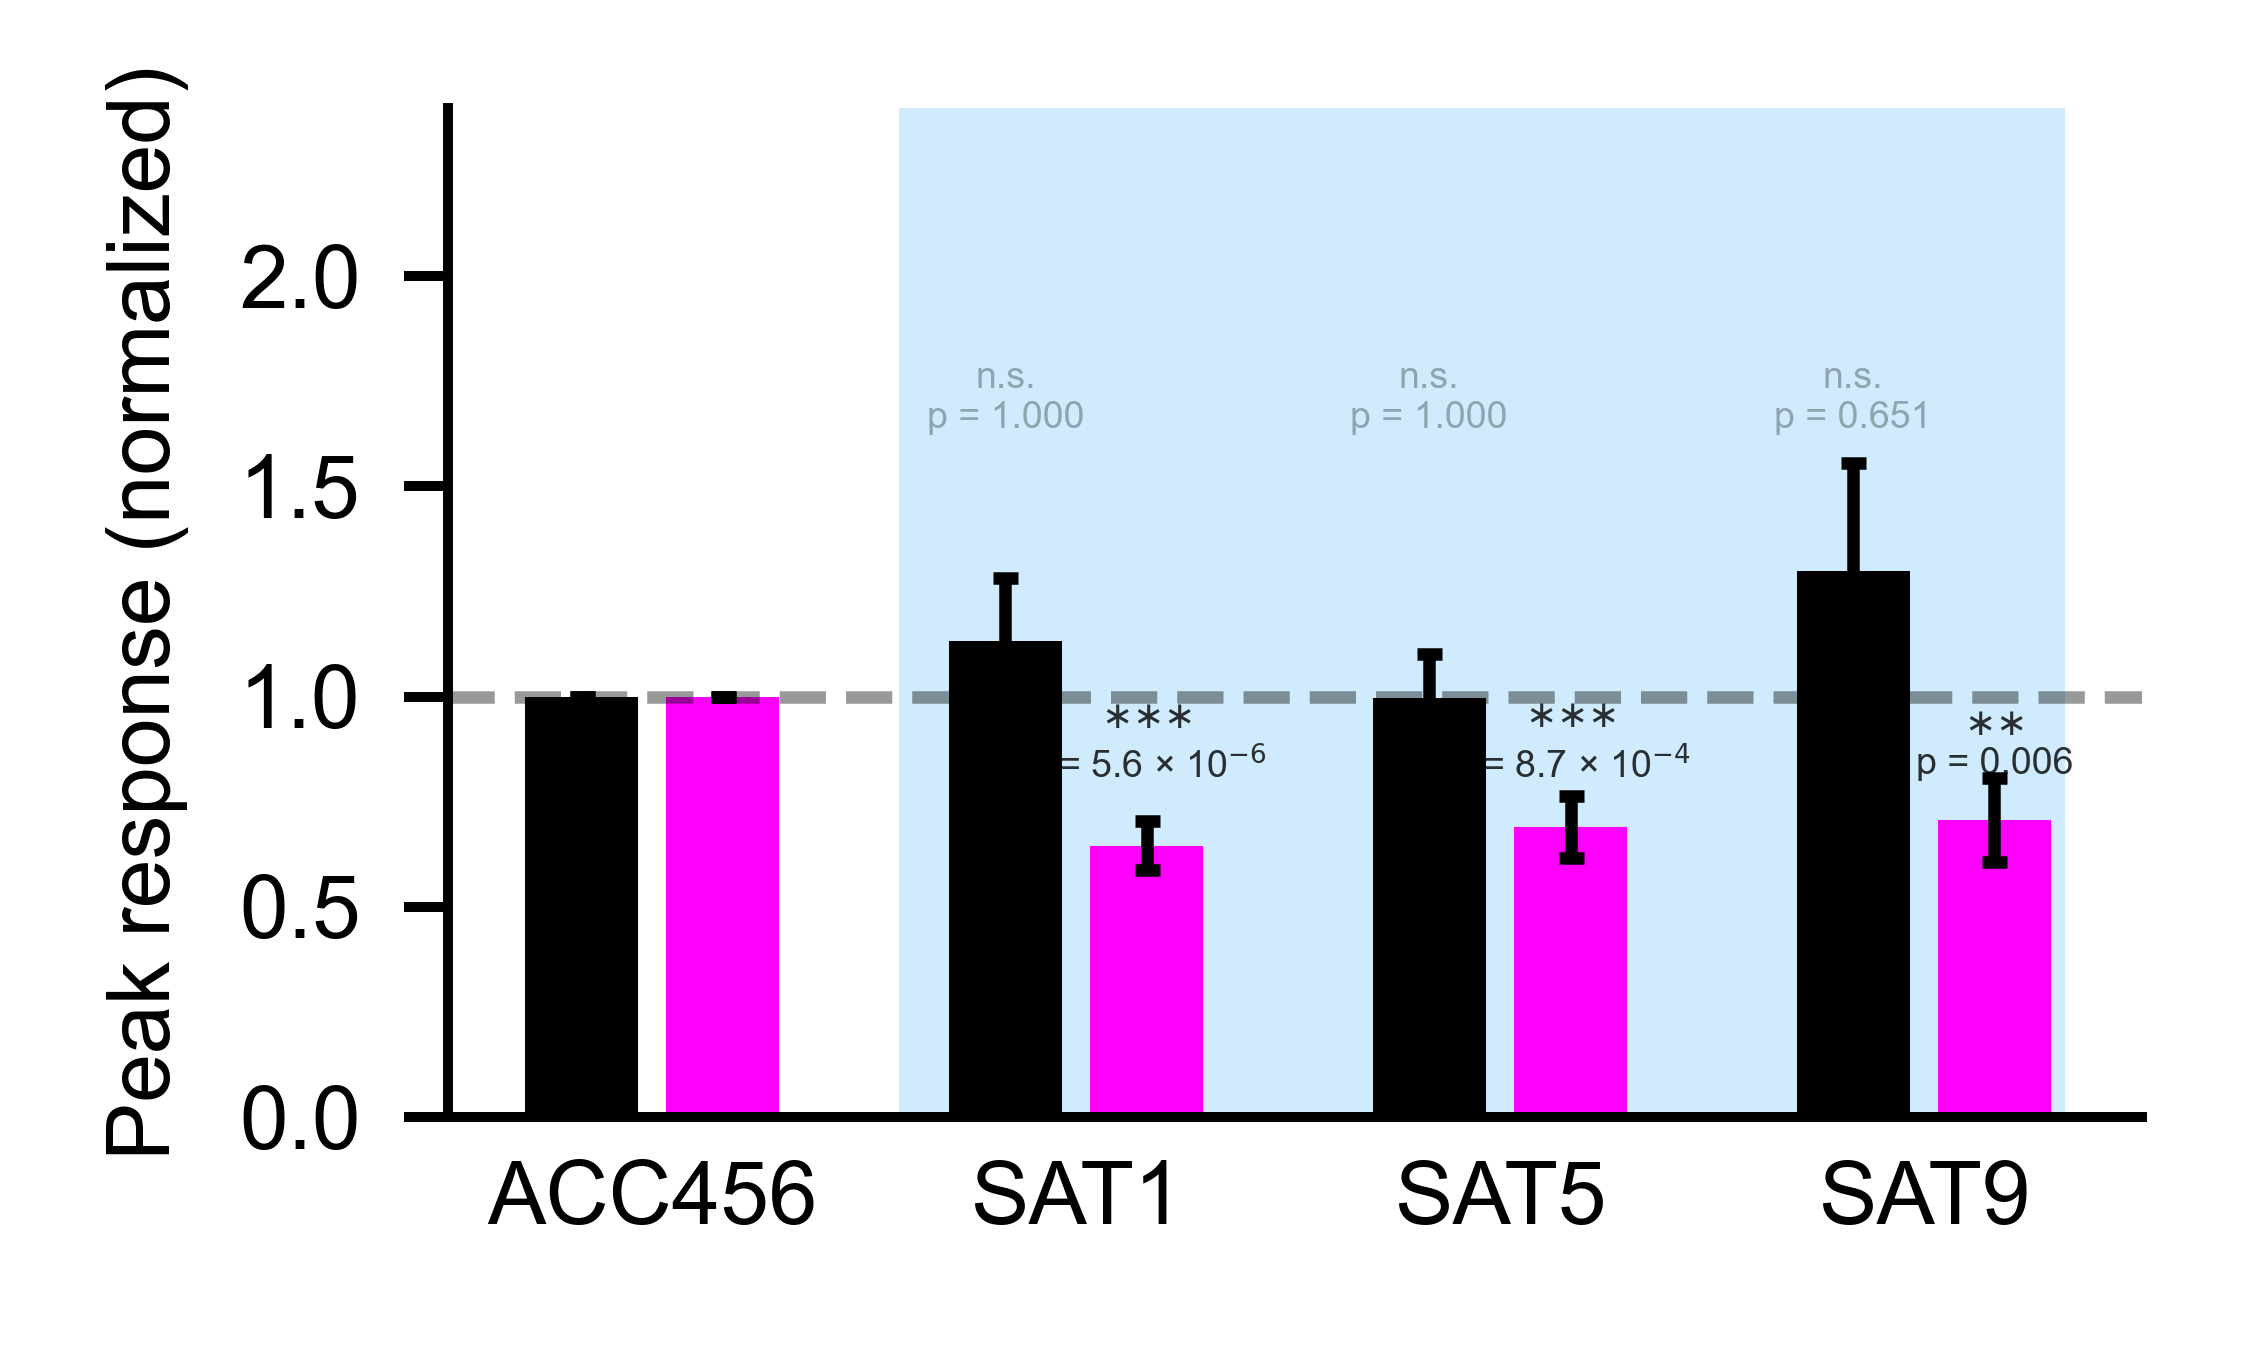 Peak response (normalized)
2.0
1.5
1.0
0.5
0.0
n.s.
p = 1.000
n.s.
p = 1.000
n.s.
p = 0.651
***
= 5.6 × 10⁻⁶
***
= 8.7 × 10⁻⁴
**
p = 0.006
ACC456
SAT1
SAT5
SAT9